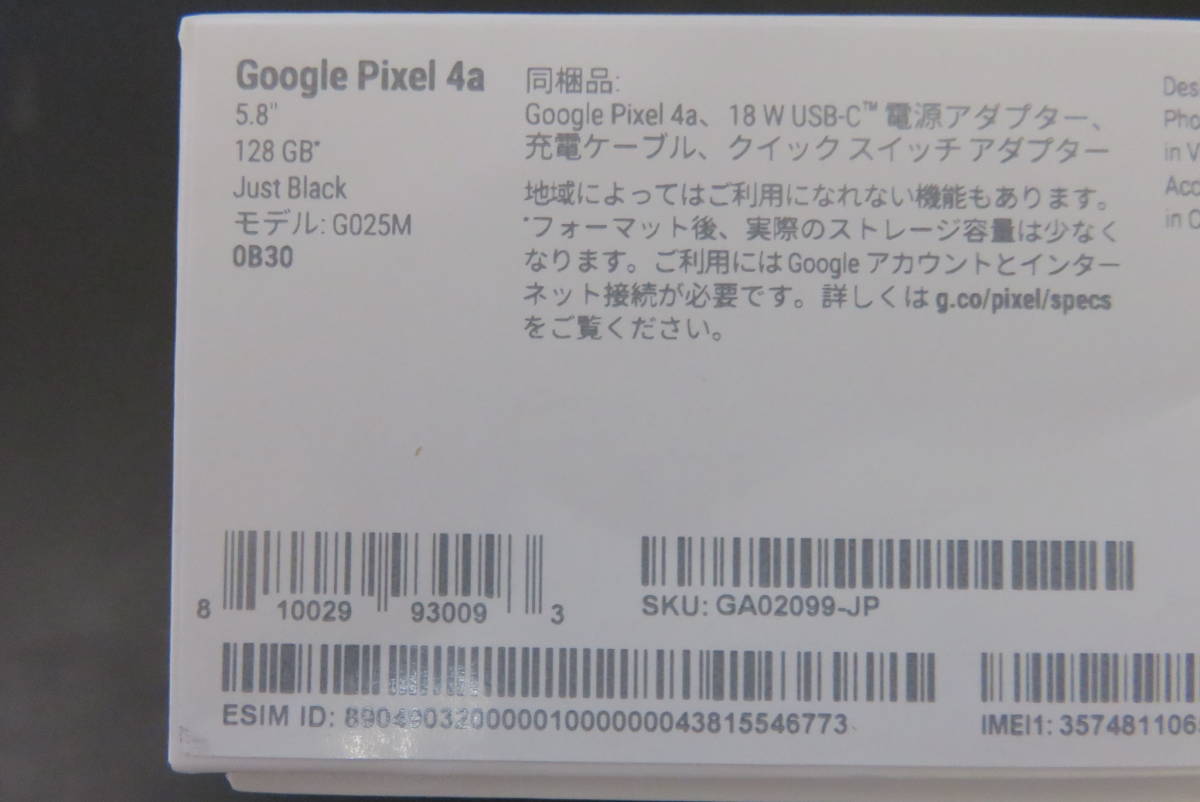 Google Pixel 4a
5.8"
128 GB*
Just Black
モデル: G025M
0B30
同梱品:
Google Pixel 4a、18 W USB-C™ 電源アダプター、
充電ケーブル、クイック スイッチ アダプター
地域によってはご利用になれない機能もあります。
*フォーマット後、実際のストレージ容量は少なく
なります。ご利用には Google アカウントとインター
ネット接続が必要です。詳しくは g.co/pixel/specs
をご覧ください。
8 10029 93009 3
SKU: GA02099-JP
ESIM ID: 89049032000001000000043815546773